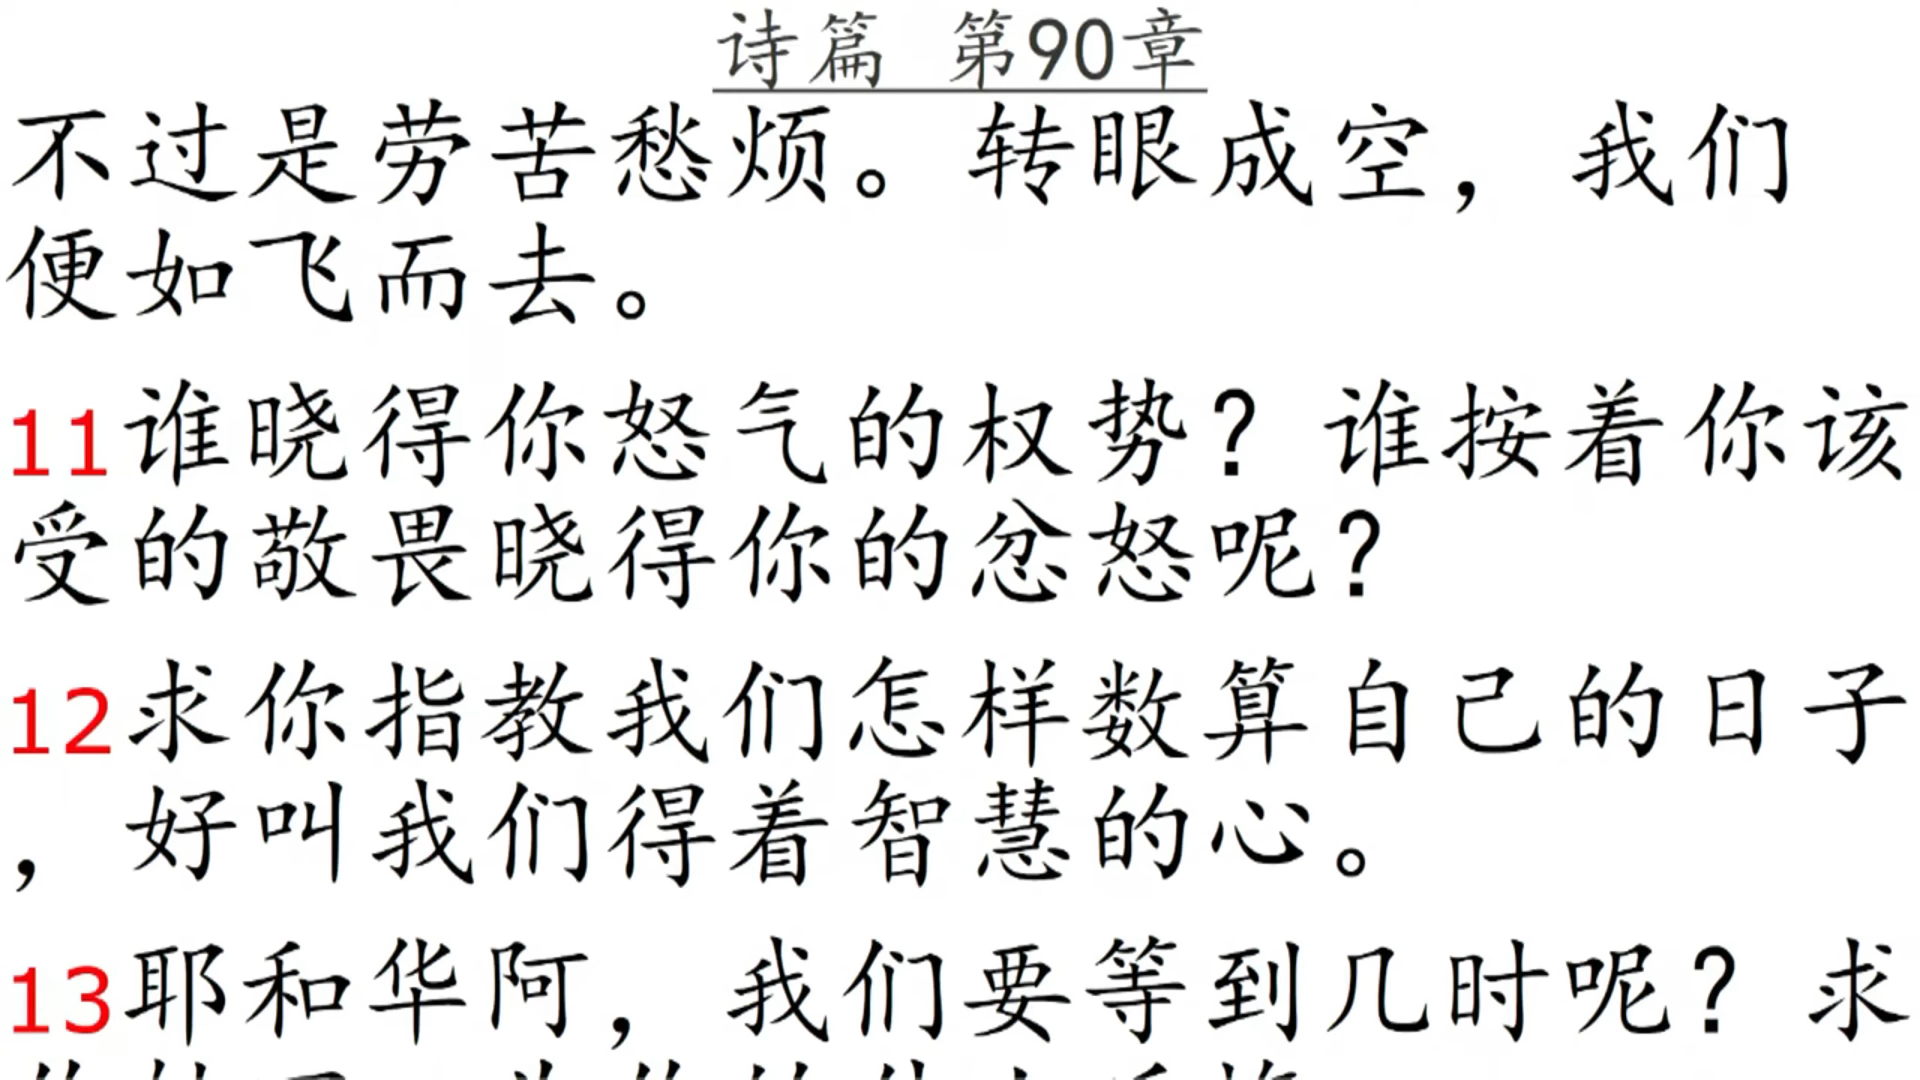 诗篇 第90章
不过是劳苦愁烦。转眼成空，我们
便如飞而去。
11谁晓得你怒气的权势？谁按着你该
受的敬畏晓得你的忿怒呢？
12求你指教我们怎样数算自己的日子
，好叫我们得着智慧的心。
13耶和华阿，我们要等到几时呢？求